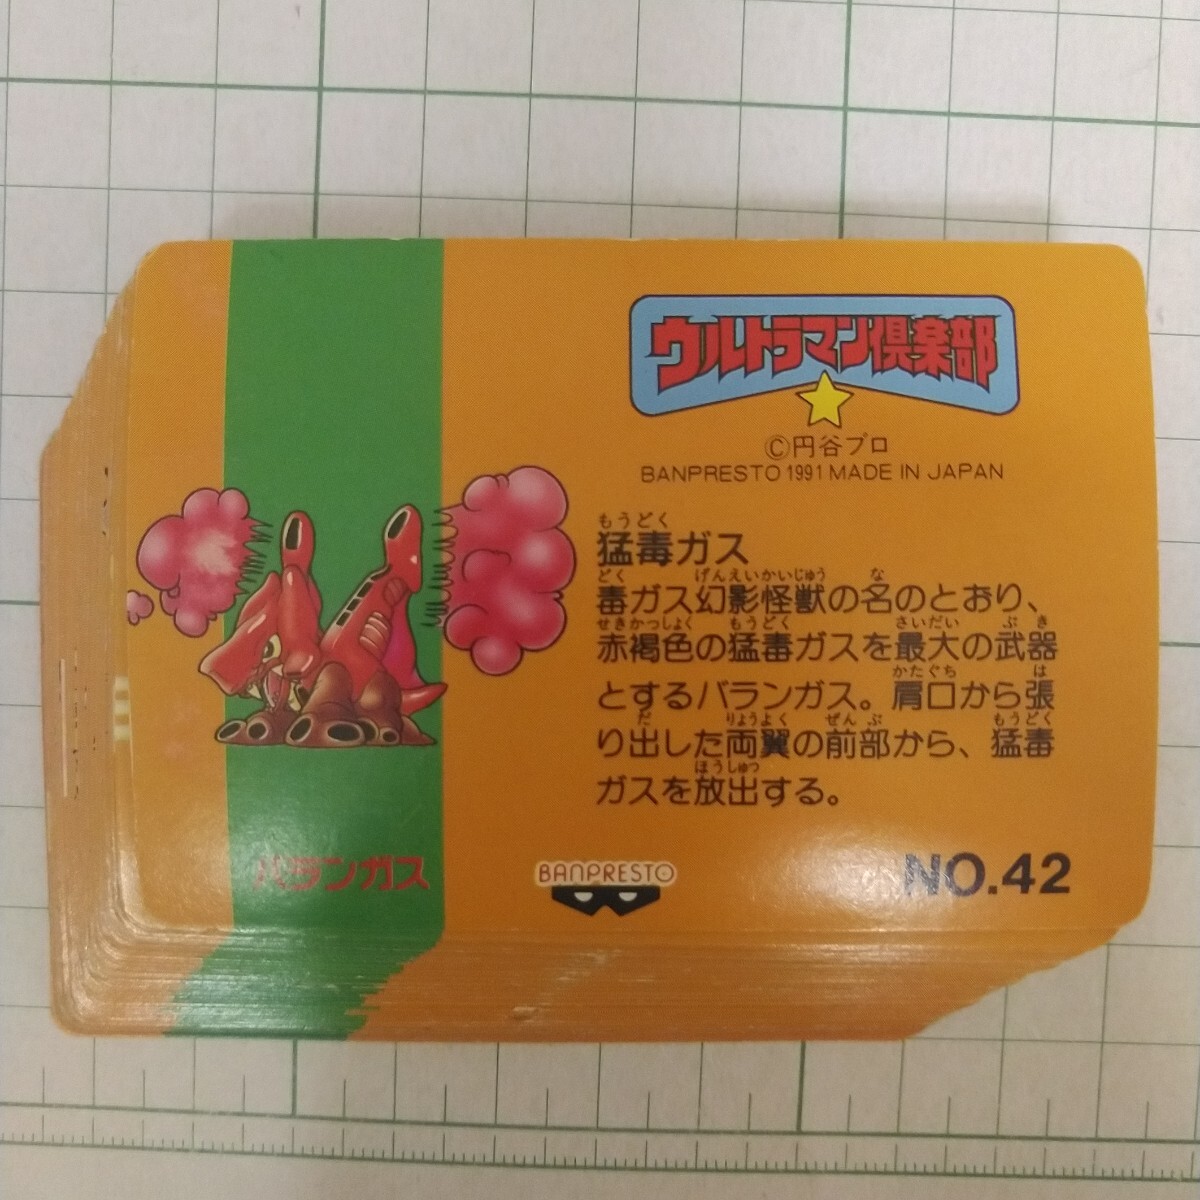 ウルトラマン倶楽部
©円谷プロ
BANPRESTO 1991 MADE IN JAPAN
もうどく
猛毒ガス
どく げんえいかいじゅう な
毒ガス幻影怪獣の名のとおり、
せきかっしょく もうどく さいだい ぶき
赤褐色の猛毒ガスを最大の武器
かたぐち は
とするバランガス。肩口から張
だ りょうよく ぜんぶ もうどく
り出した両翼の前部から、猛毒
ほうしゅつ
ガスを放出する。
バランガス
BANPRESTO
NO.42